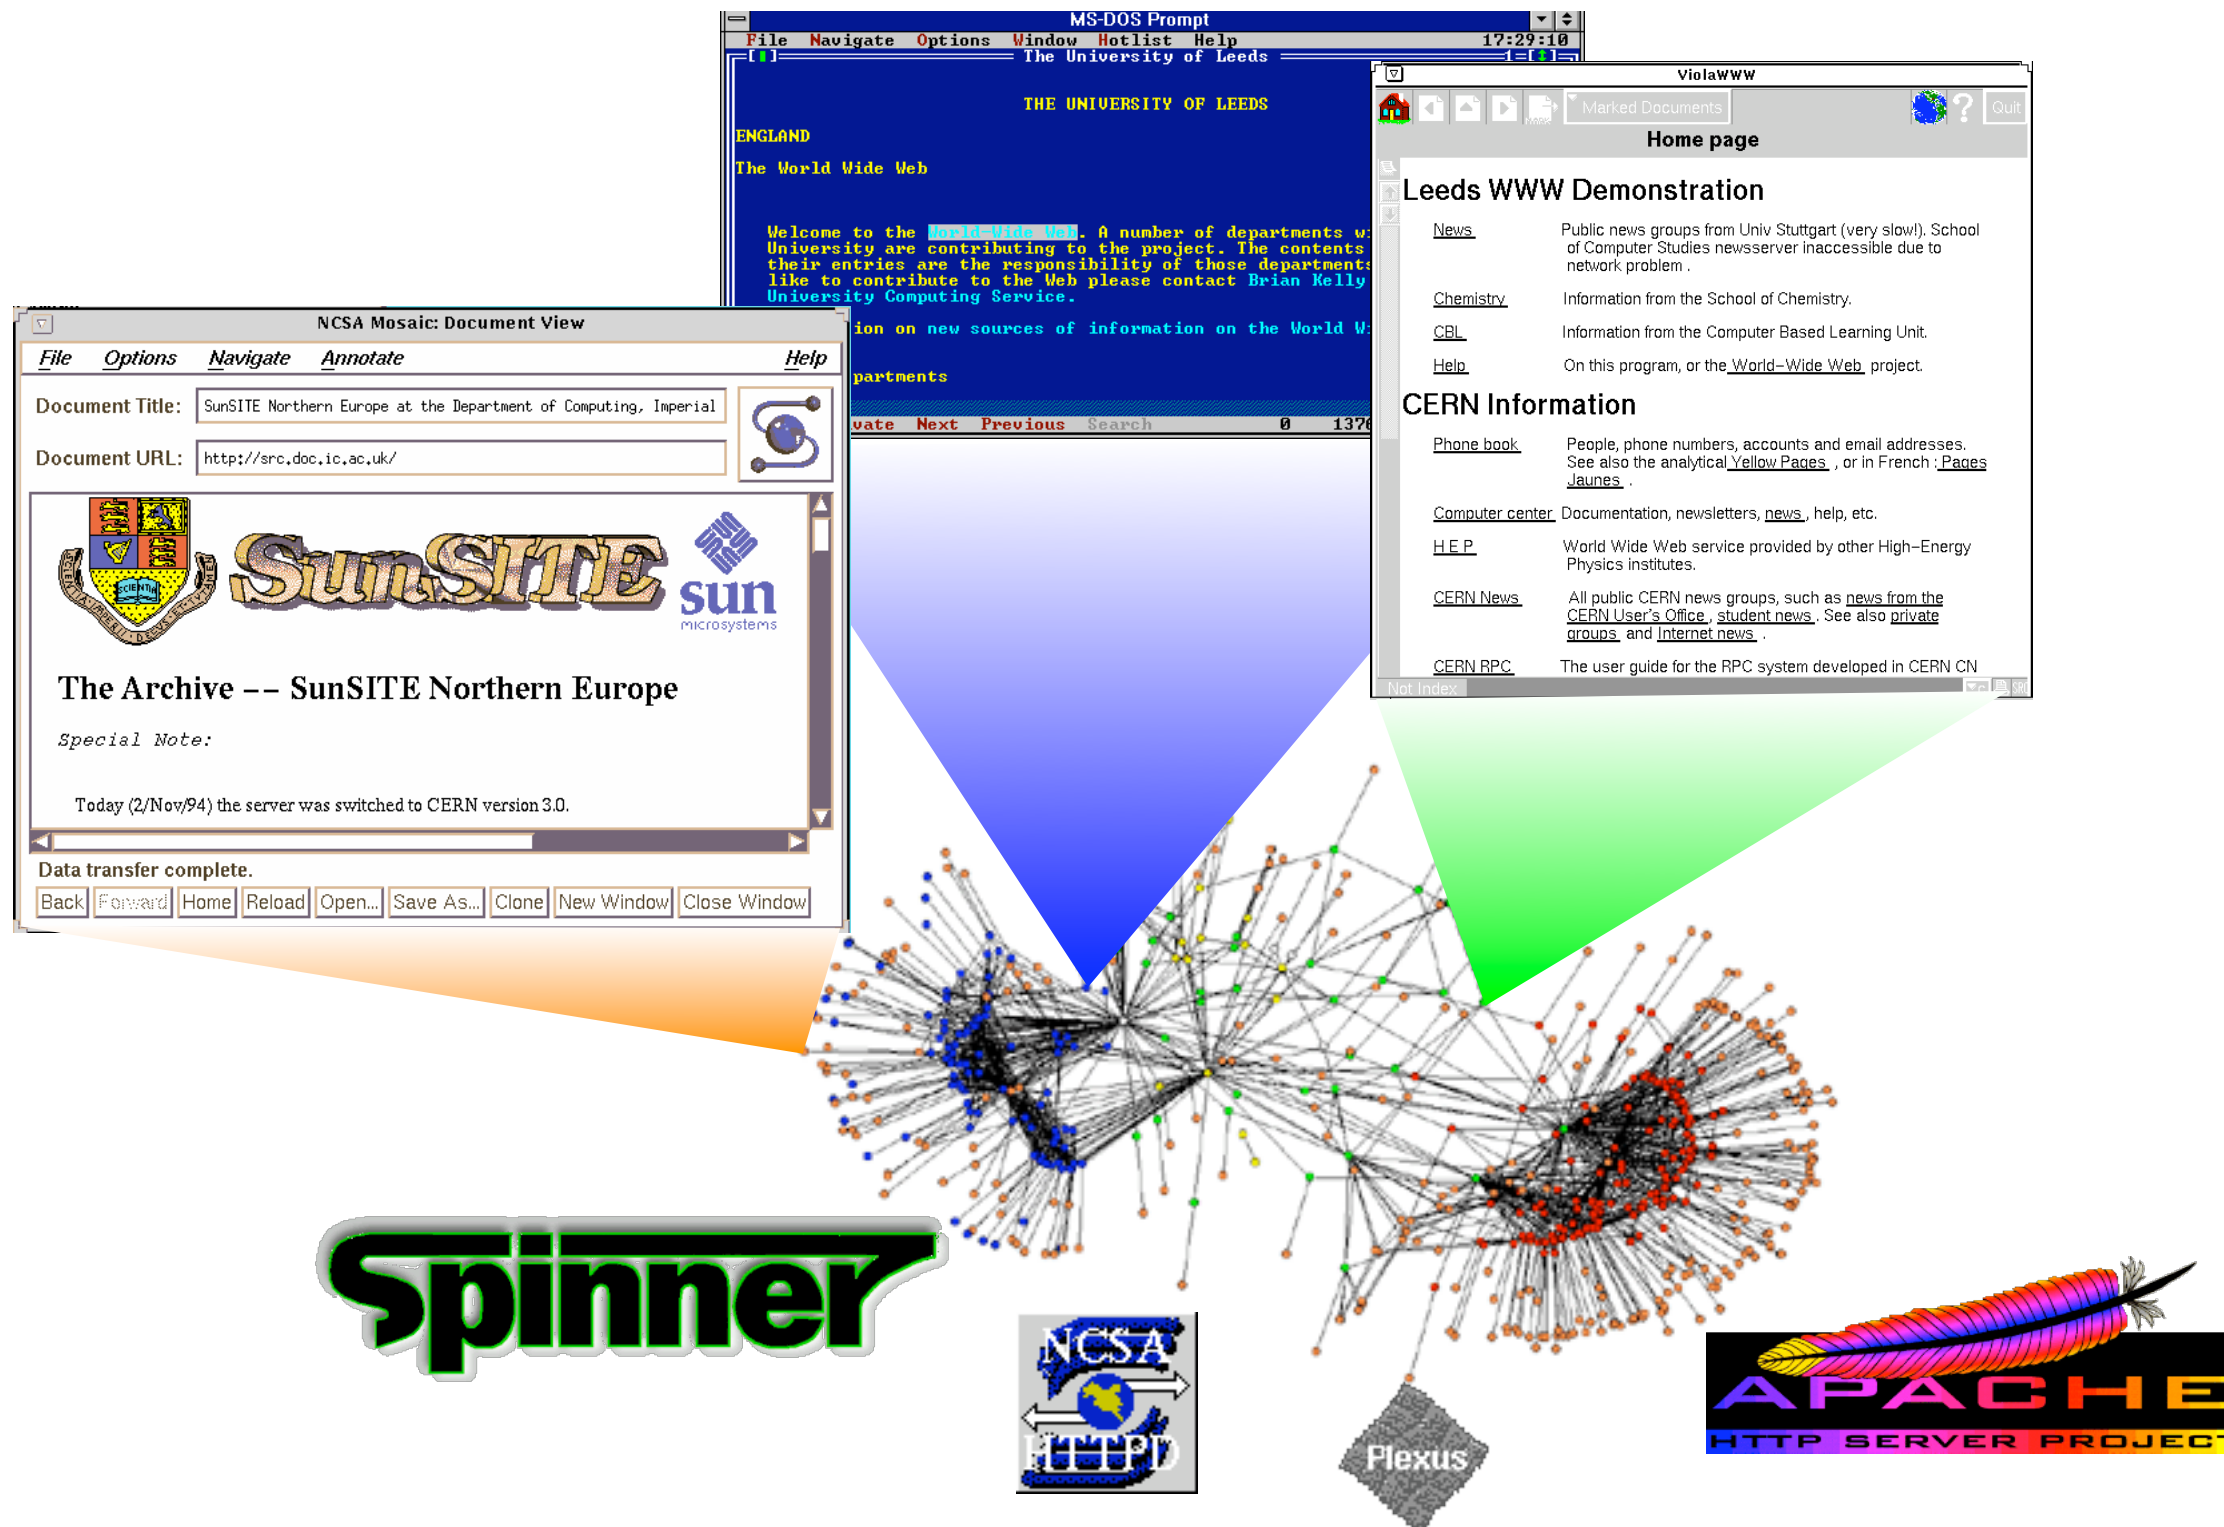 MS-DOS Prompt
File Navigate Options Window Hotlist Help 17:29:10
The University of Leeds 1
THE UNIVERSITY OF LEEDS
ENGLAND
The World Wide Web
Welcome to the World-Wide Web. A number of departments wi
University are contributing to the project. The contents
their entries are the responsibility of those departments
like to contribute to the Web please contact Brian Kelly
University Computing Service.
ion on new sources of information on the World Wi
partments
vate Next Previous Search 0 1376
ViolaWWW
Marked Documents
Quit
Home page
Leeds WWW Demonstration
News Public news groups from Univ Stuttgart (very slow!). School
of Computer Studies newsserver inaccessible due to
network problem .
Chemistry Information from the School of Chemistry.
CBL Information from the Computer Based Learning Unit.
Help On this program, or the World-Wide Web project.
CERN Information
Phone book People, phone numbers, accounts and email addresses.
See also the analytical Yellow Pages , or in French : Pages
Jaunes .
Computer center Documentation, newsletters, news , help, etc.
H E P World Wide Web service provided by other High-Energy
Physics institutes.
CERN News All public CERN news groups, such as news from the
CERN User's Office , student news . See also private
groups and Internet news .
CERN RPC The user guide for the RPC system developed in CERN CN
Not Index
NCSA Mosaic: Document View
File Options Navigate Annotate Help
Document Title: SunSITE Northern Europe at the Department of Computing, Imperial
Document URL: http://src.doc.ic.ac.uk/
SunSITE
SCIENTIA
sun
microsystems
The Archive -- SunSITE Northern Europe
Special Note:
Today (2/Nov/94) the server was switched to CERN version 3.0.
Data transfer complete.
Back Forward Home Reload Open... Save As... Clone New Window Close Window
Spinner
NCSA
HTTPD
Plexus
APACHE
HTTP SERVER PROJECT